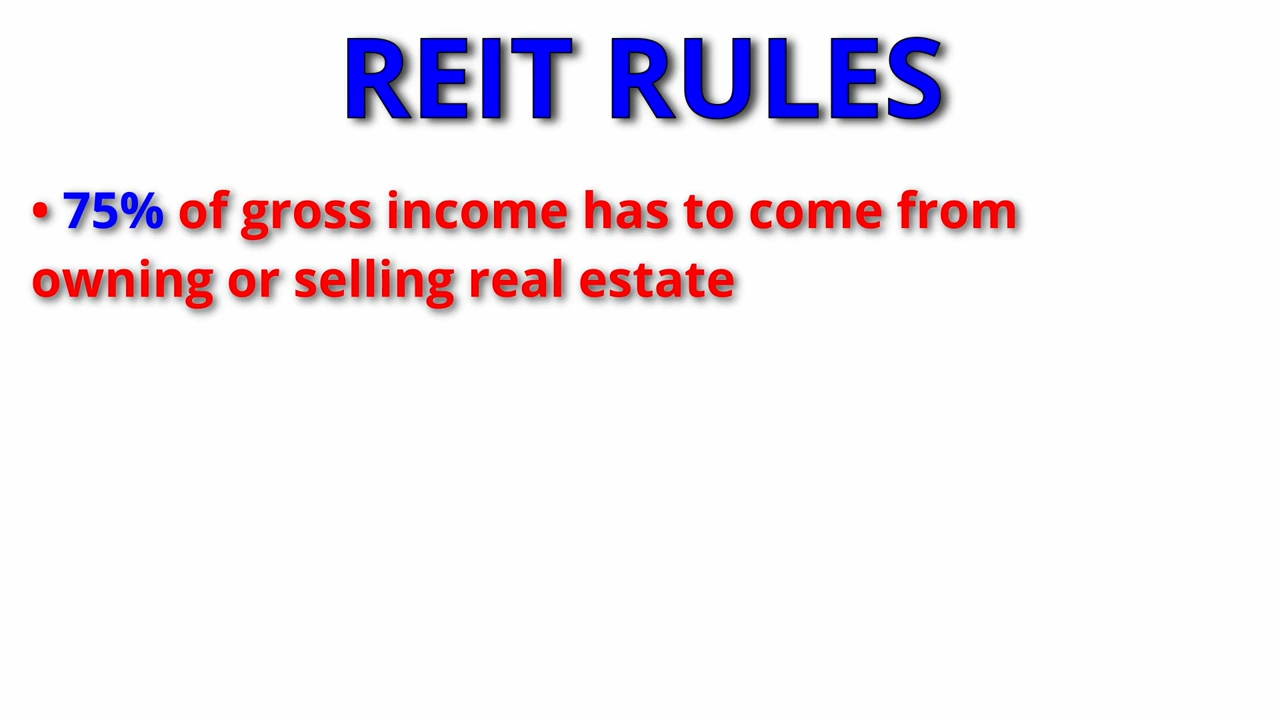 REIT RULES
• 75% of gross income has to come from
owning or selling real estate